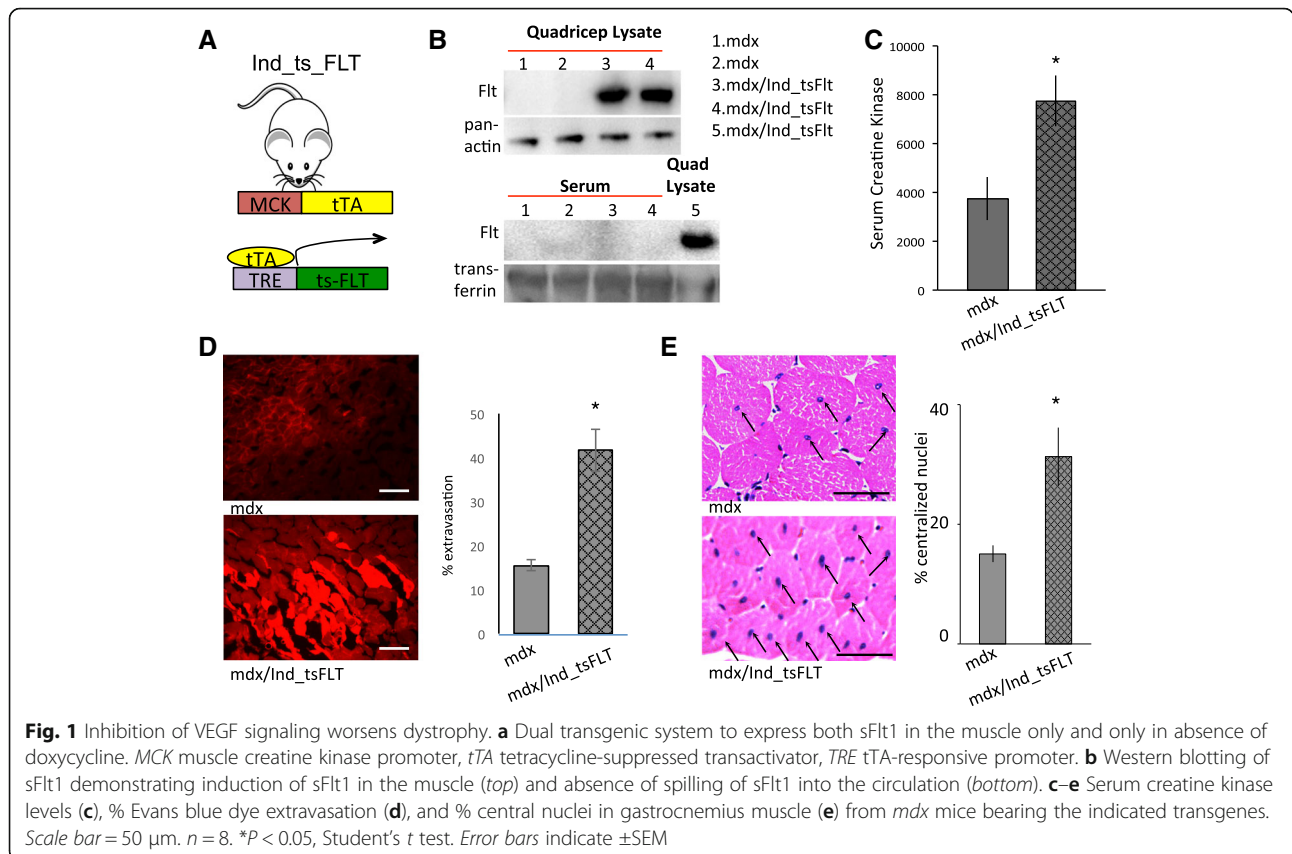 A
Ind_ts_FLT
MCK tTA
tTA
TRE ts-FLT
B
Quadricep Lysate
1 2 3 4
Flt
pan-
actin
1.mdx
2.mdx
3.mdx/Ind_tsFlt
4.mdx/Ind_tsFlt
5.mdx/Ind_tsFlt
Quad
Lysate
Serum
1 2 3 4 5
Flt
trans-
ferrin
C
Serum Creatine Kinase
10000
8000
6000
4000
2000
0
*
mdx
mdx/Ind_tsFLT
D
mdx
mdx/Ind_tsFLT
% extravasation
50
40
30
20
10
0
*
mdx
mdx/Ind_tsFLT
E
mdx
mdx/Ind_tsFLT
% centralized nuclei
40
20
0
*
mdx
mdx/Ind_tsFLT
Fig. 1 Inhibition of VEGF signaling worsens dystrophy. a Dual transgenic system to express both sFlt1 in the muscle only and only in absence of
doxycycline. MCK muscle creatine kinase promoter, tTA tetracycline-suppressed transactivator, TRE tTA-responsive promoter. b Western blotting of
sFlt1 demonstrating induction of sFlt1 in the muscle (top) and absence of spilling of sFlt1 into the circulation (bottom). c–e Serum creatine kinase
levels (c), % Evans blue dye extravasation (d), and % central nuclei in gastrocnemius muscle (e) from mdx mice bearing the indicated transgenes.
Scale bar = 50 μm. n = 8. *P < 0.05, Student's t test. Error bars indicate ±SEM